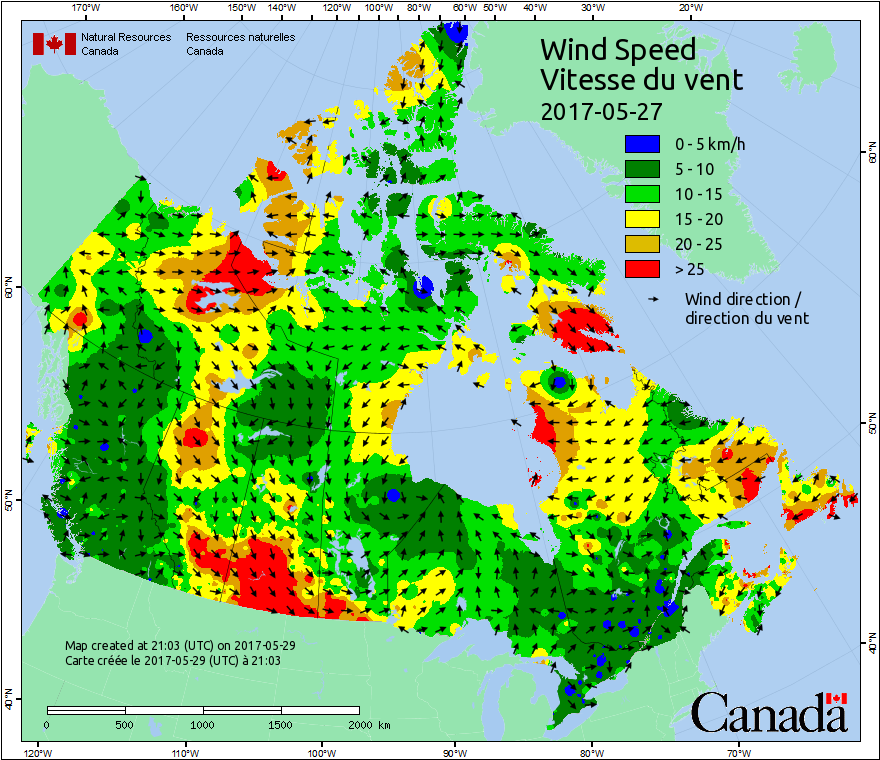 170°W 160°W 150°W 140°W 120°W 100°W 80°W 60°W 50°W 40°W 30°W 20°W
Natural Resources Canada
Ressources naturelles Canada
Wind Speed
Vitesse du vent
2017-05-27
0 - 5 km/h
5 - 10
10 - 15
15 - 20
20 - 25
> 25
Wind direction /
direction du vent
60°N
50°N
40°N
60°N
50°N
40°N
Map created at 21:03 (UTC) on 2017-05-29
Carte créée le 2017-05-29 (UTC) à 21:03
0 500 1000 1500 2000 km
Canada
120°W 110°W 100°W 90°W 80°W 70°W